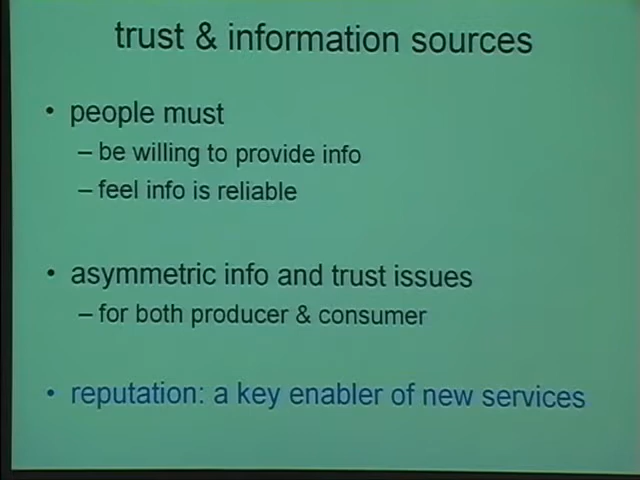 trust & information sources
• people must
– be willing to provide info
– feel info is reliable
• asymmetric info and trust issues
– for both producer & consumer
• reputation: a key enabler of new services